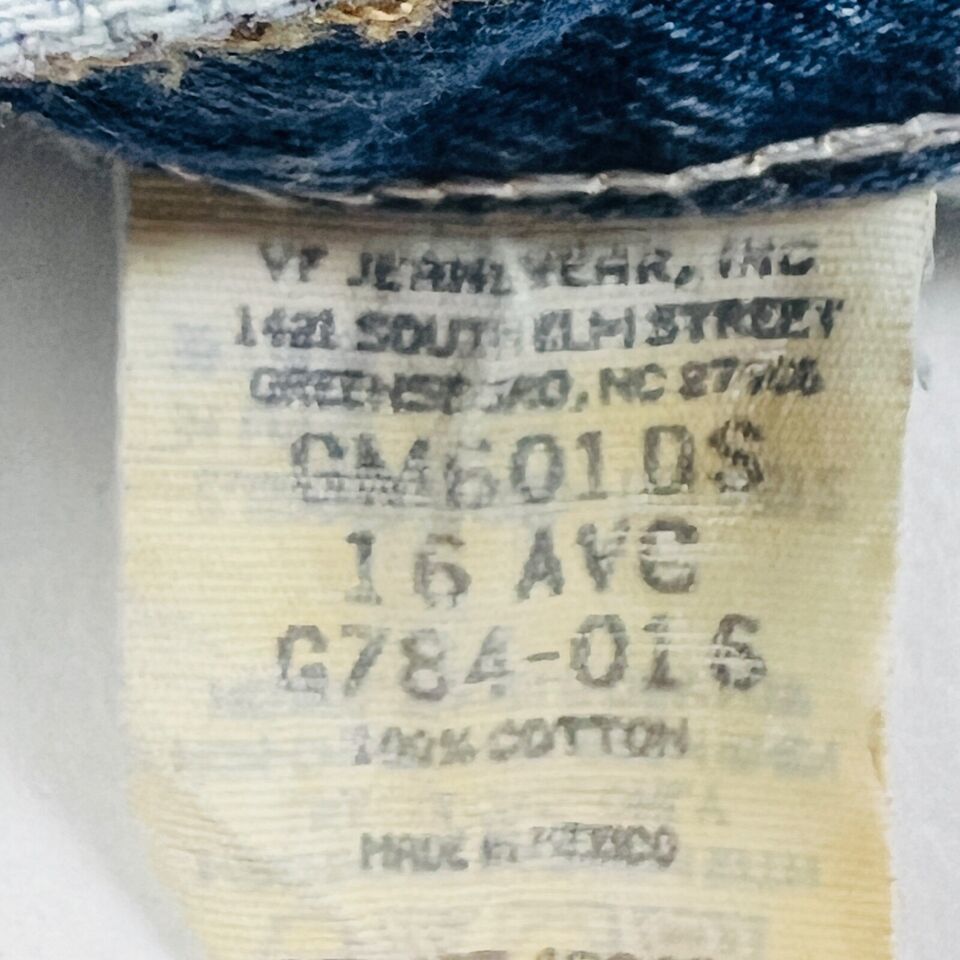 VF JEANSWEAR, INC
1421 SOUTH ELM STREET
GREENSBORO, NC 27406
GM6010S
16 AVG
G784-016
100% COTTON
MADE IN MEXICO